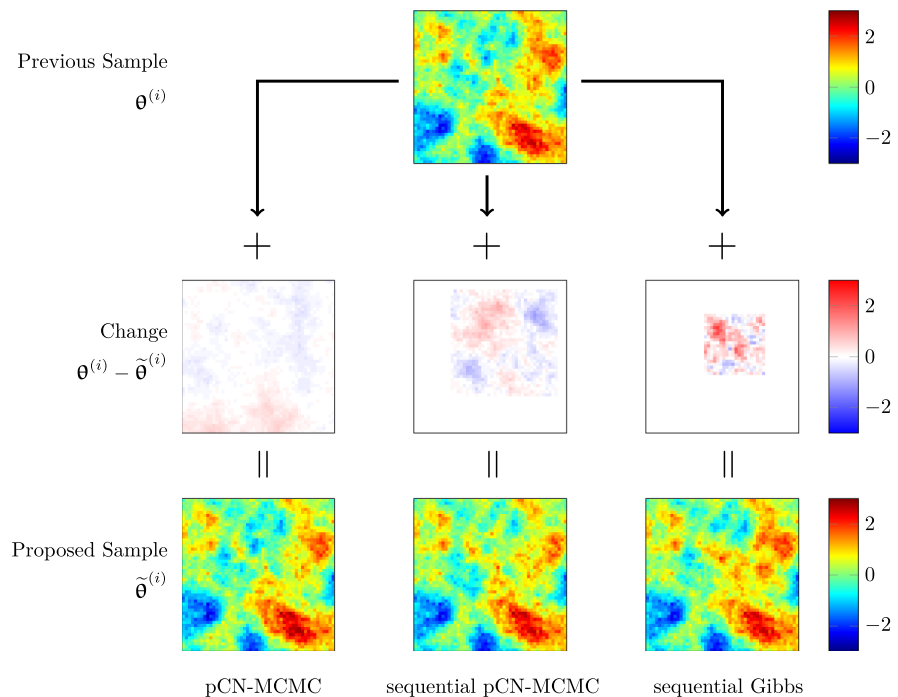 Previous Sample
θ^(i)
2
0
−2
+ + +
Change
θ^(i) − θ̃^(i)
2
0
−2
= = =
Proposed Sample
θ̃^(i)
2
0
−2
pCN-MCMC sequential pCN-MCMC sequential Gibbs